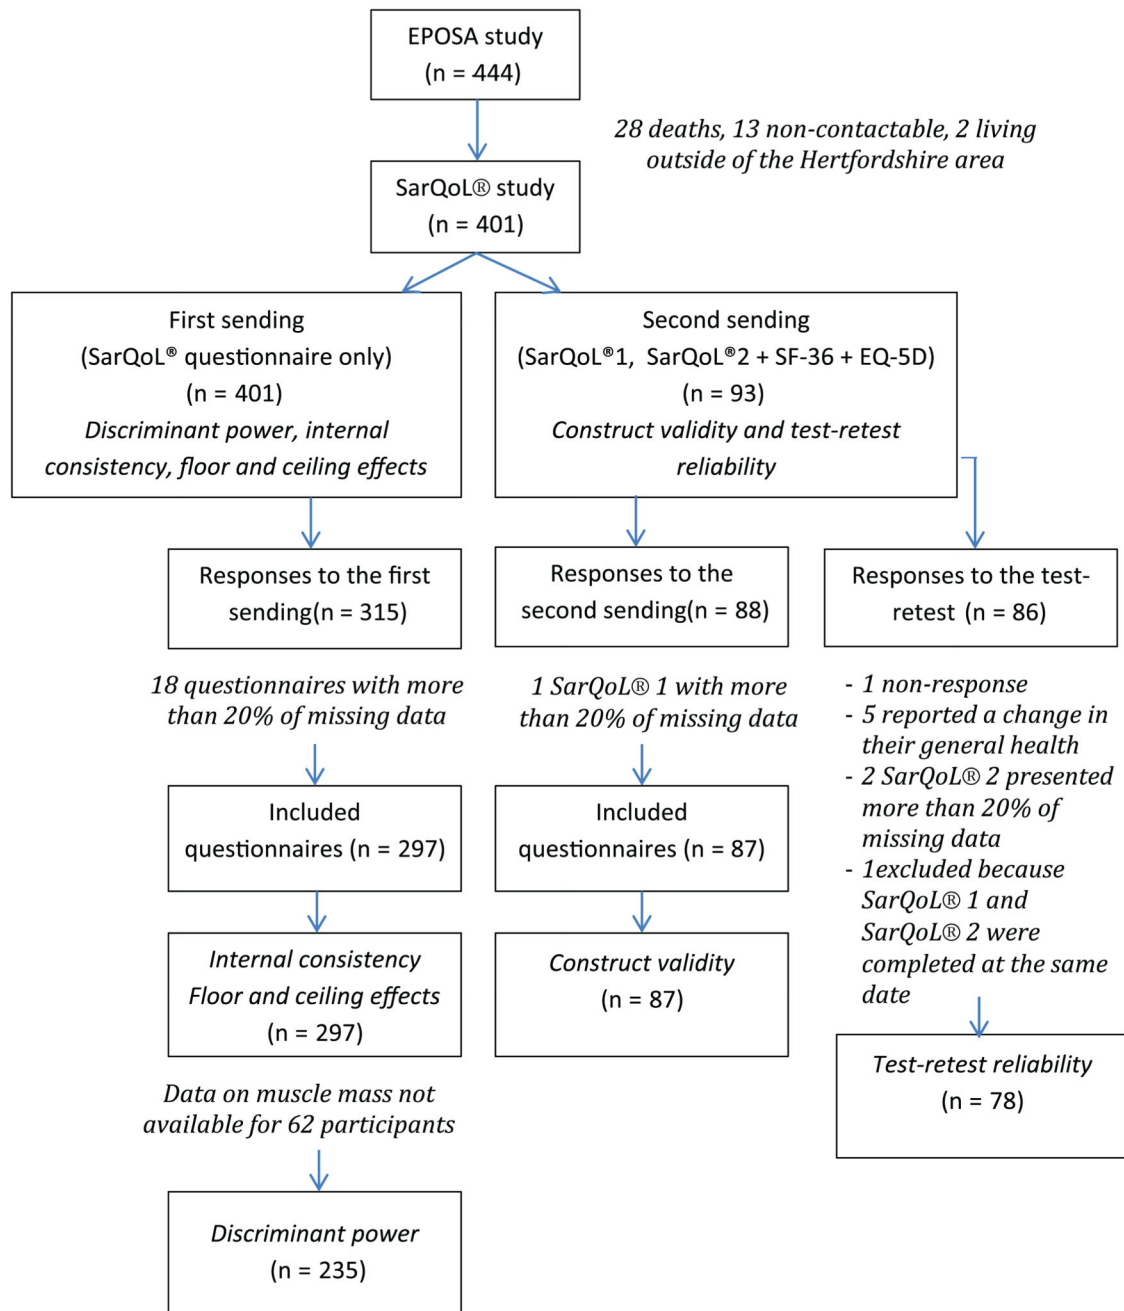 EPOSA study
(n = 444)
28 deaths, 13 non-contactable, 2 living
outside of the Hertfordshire area
SarQoL® study
(n = 401)
First sending
(SarQoL® questionnaire only)
(n = 401)
Discriminant power, internal
consistency, floor and ceiling effects
Second sending
(SarQoL®1, SarQoL®2 + SF-36 + EQ-5D)
(n = 93)
Construct validity and test-retest
reliability
Responses to the first
sending(n = 315)
Responses to the
second sending(n = 88)
Responses to the test-
retest (n = 86)
18 questionnaires with more
than 20% of missing data
1 SarQoL® 1 with more
than 20% of missing data
- 1 non-response
- 5 reported a change in
their general health
- 2 SarQoL® 2 presented
more than 20% of
missing data
- 1excluded because
SarQoL® 1 and
SarQoL® 2 were
completed at the same
date
Included
questionnaires (n = 297)
Included
questionnaires (n = 87)
Internal consistency
Floor and ceiling effects
(n = 297)
Construct validity
(n = 87)
Test-retest reliability
(n = 78)
Data on muscle mass not
available for 62 participants
Discriminant power
(n = 235)